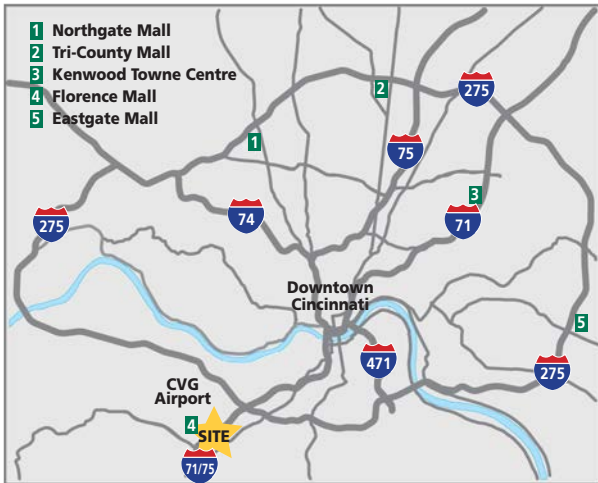 1 Northgate Mall
2 Tri-County Mall
3 Kenwood Towne Centre
4 Florence Mall
5 Eastgate Mall
275
2
75
1
3
275
74
71
Downtown
Cincinnati
5
471
275
CVG
Airport
4
SITE
71/75